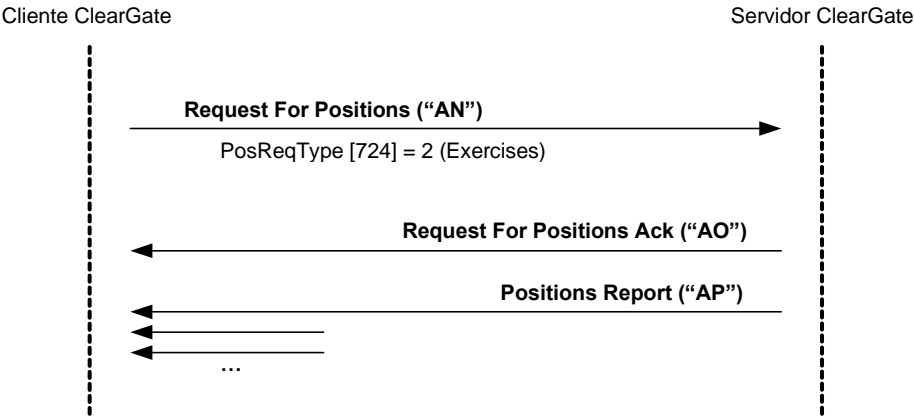 Cliente ClearGate
Servidor ClearGate
Request For Positions (“AN”)
PosReqType [724] = 2 (Exercises)
Request For Positions Ack (“AO”)
Positions Report (“AP”)
…